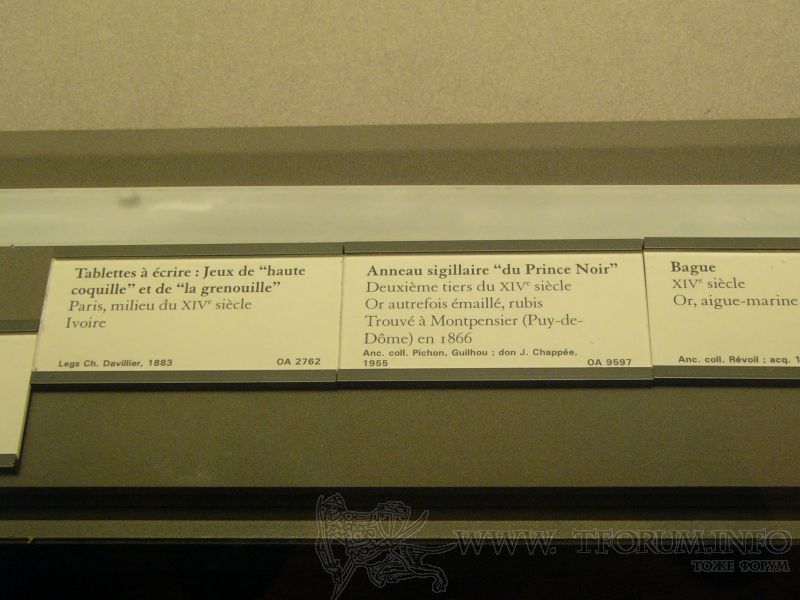 Tablettes à écrire : Jeux de “haute
coquille” et de “la grenouille”
Paris, milieu du XIVe siècle
Ivoire
Legs Ch. Davillier, 1883
OA 2762
Anneau sigillaire “du Prince Noir”
Deuxième tiers du XIVe siècle
Or autrefois émaillé, rubis
Trouvé à Montpensier (Puy-de-
Dôme) en 1866
Anc. coll. Pichon, Guilhou ; don J. Chappée,
1955
OA 9597
Bague
XIVe siècle
Or, aigue-marine
Anc. coll. Révoil ; acq. 1
www.TFORUM.INFO
ТОЖЕ ФОРУМ